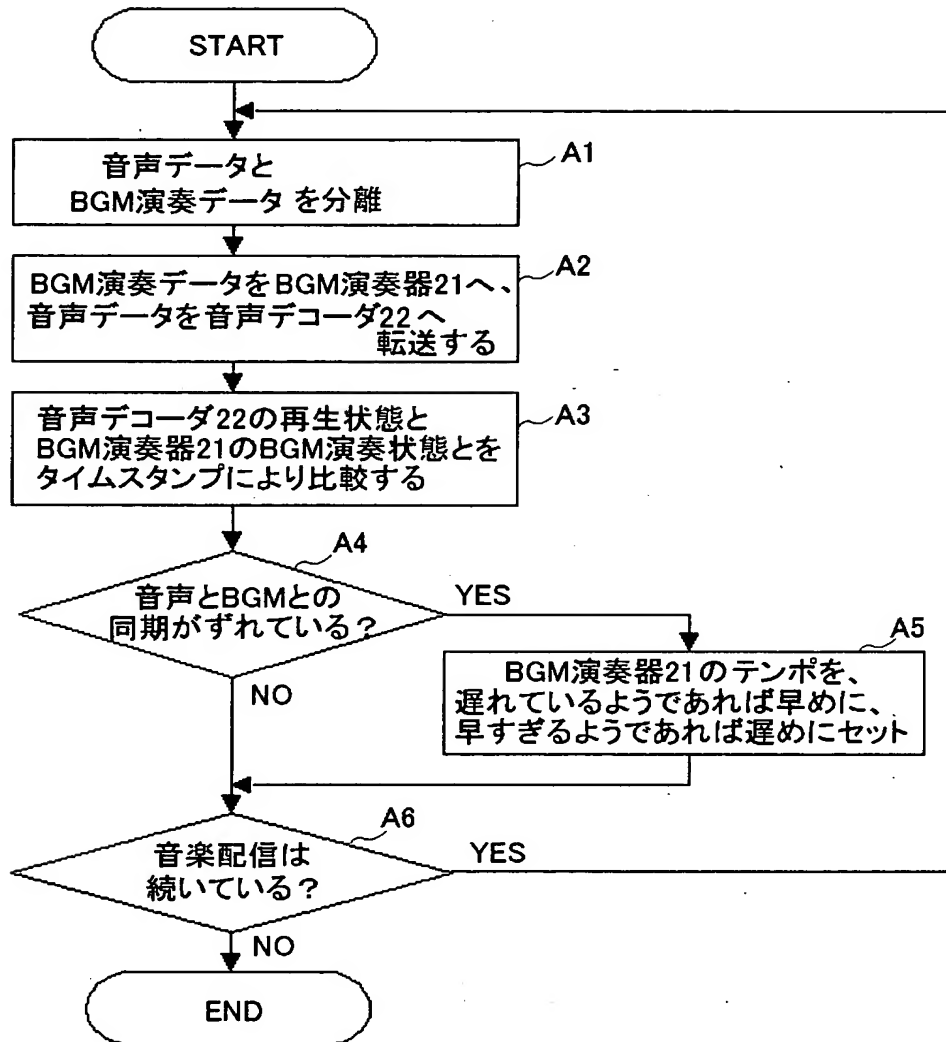 START
A1
音声データと
BGM演奏データ を分離
A2
BGM演奏データをBGM演奏器21へ、
音声データを音声デコーダ22へ
転送する
A3
音声デコーダ22の再生状態と
BGM演奏器21のBGM演奏状態とを
タイムスタンプにより比較する
A4
音声とBGMとの
同期がずれている?
YES
NO
A5
BGM演奏器21のテンポを、
遅れているようであれば早めに、
早すぎるようであれば遅めにセット
A6
音楽配信は
続いている?
YES
NO
END